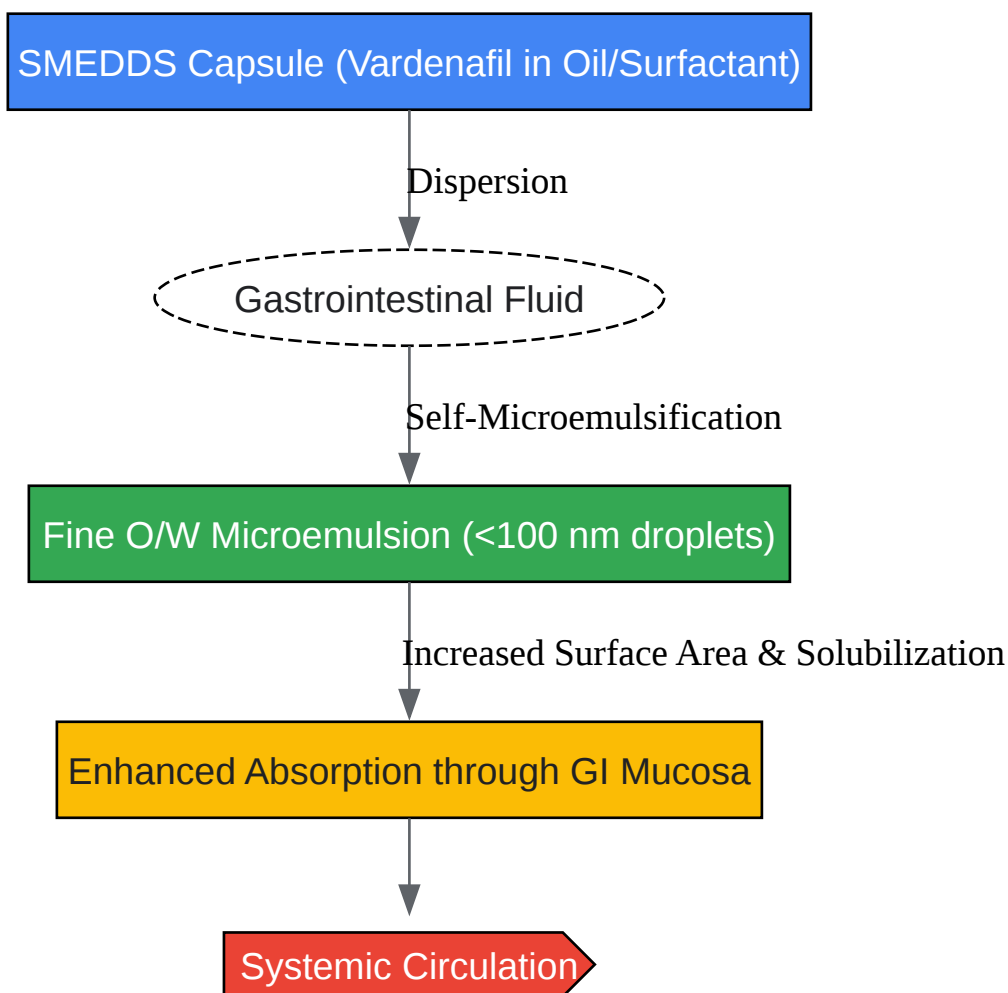 SMEDDS Capsule (Vardenafil in Oil/Surfactant)
Dispersion
Gastrointestinal Fluid
Self-Microemulsification
Fine O/W Microemulsion (<100 nm droplets)
Increased Surface Area & Solubilization
Enhanced Absorption through GI Mucosa
Systemic Circulation